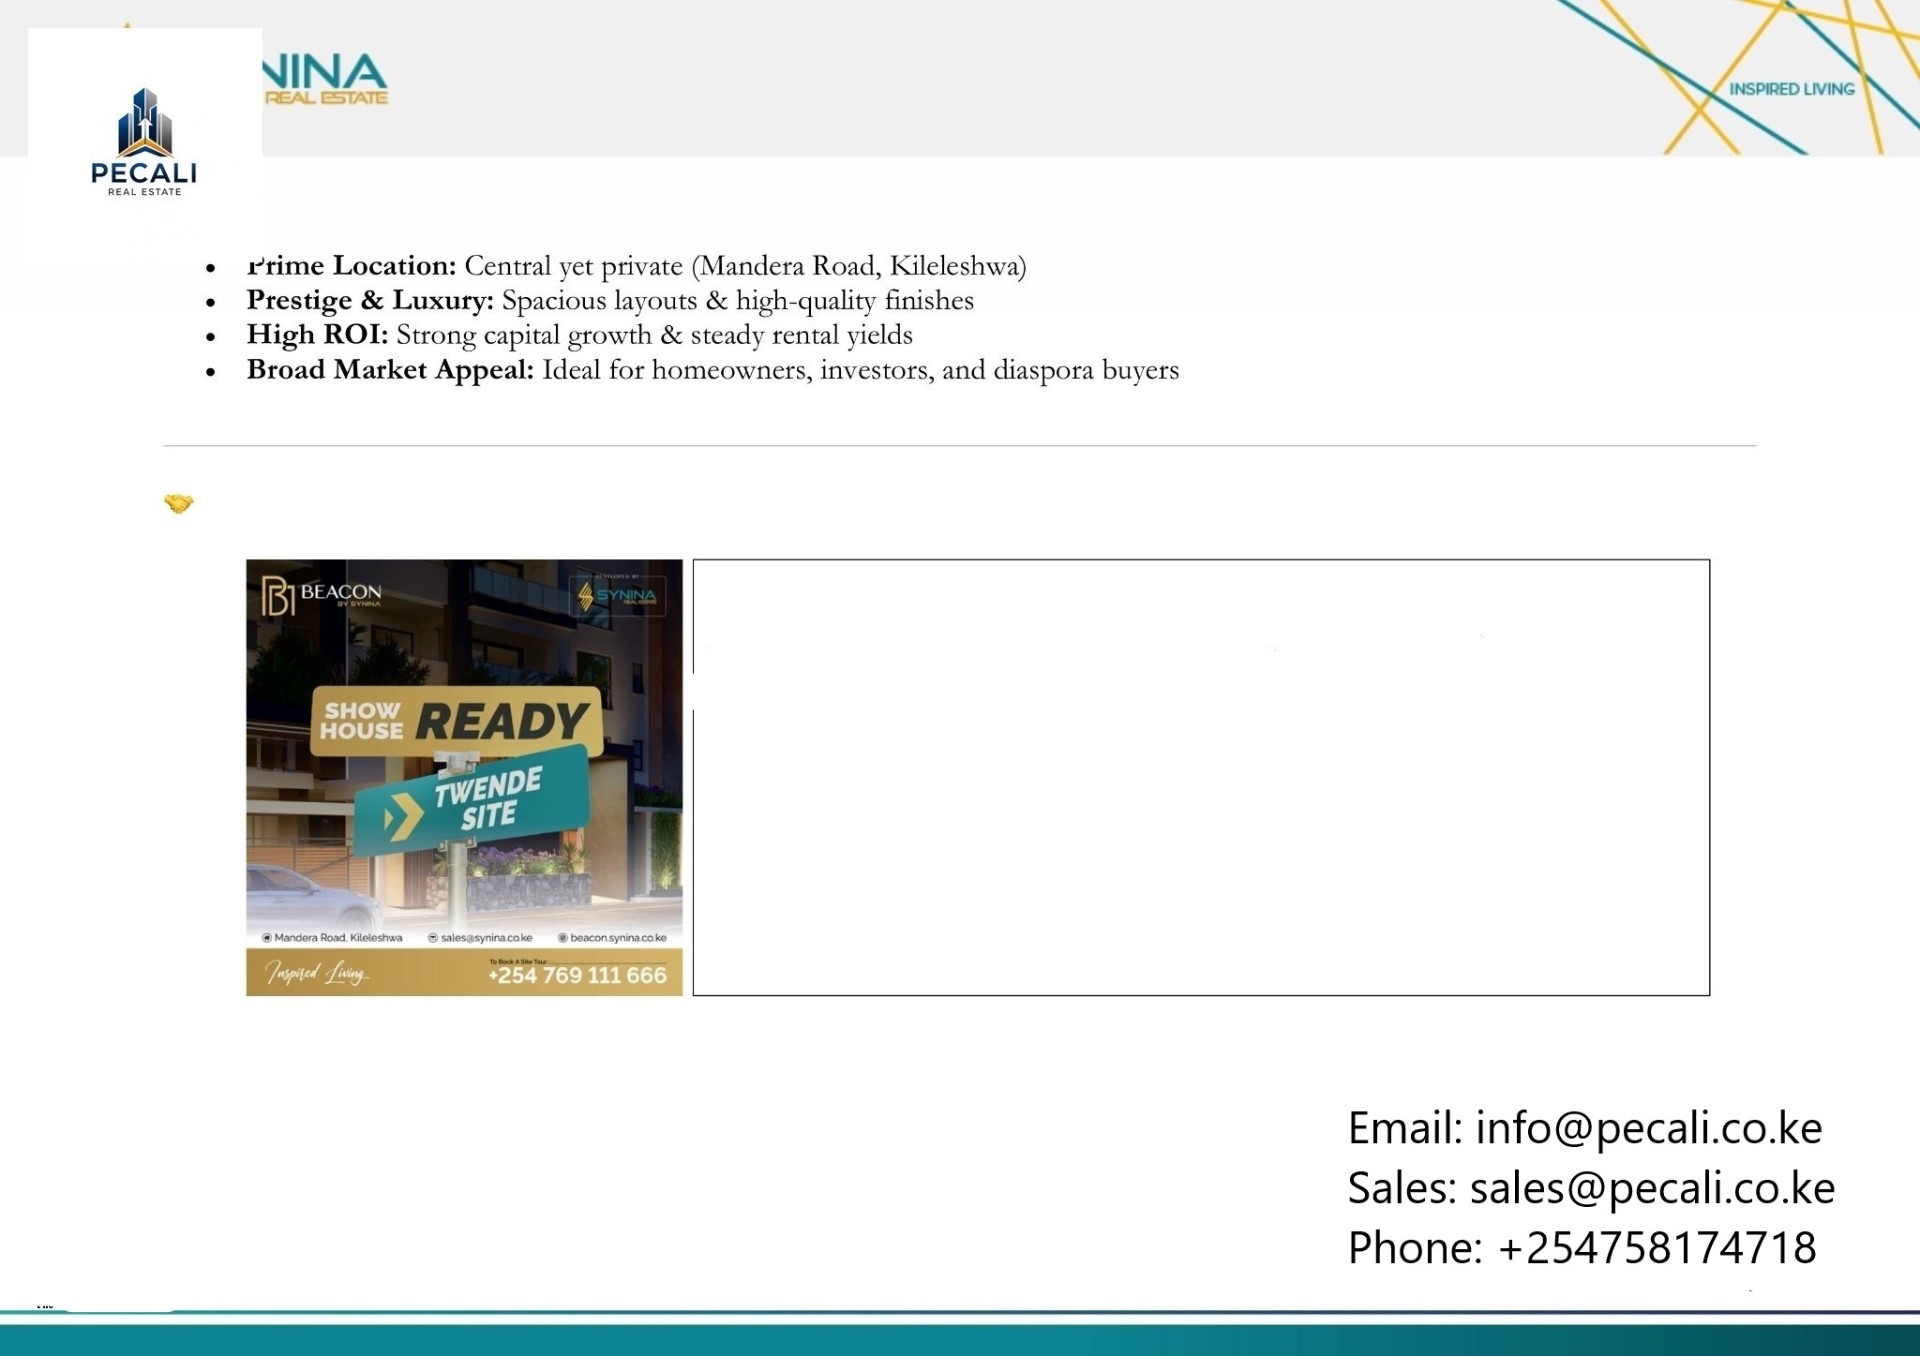 NINA
REAL ESTATE
INSPIRED LIVING
PECALI
REAL ESTATE
• Prime Location: Central yet private (Mandera Road, Kileleshwa)
• Prestige & Luxury: Spacious layouts & high-quality finishes
• High ROI: Strong capital growth & steady rental yields
• Broad Market Appeal: Ideal for homeowners, investors, and diaspora buyers
BEACON
BY SYNINA
DEVELOPED BY
SYNINA
REAL ESTATE
SHOW
HOUSE
READY
TWENDE
SITE
Mandera Road, Kileleshwa sales@synina.co.ke beacon.synina.co.ke
Inspired Living
To Book A Site Tour
+254 769 111 666
Email: info@pecali.co.ke
Sales: sales@pecali.co.ke
Phone: +254758174718